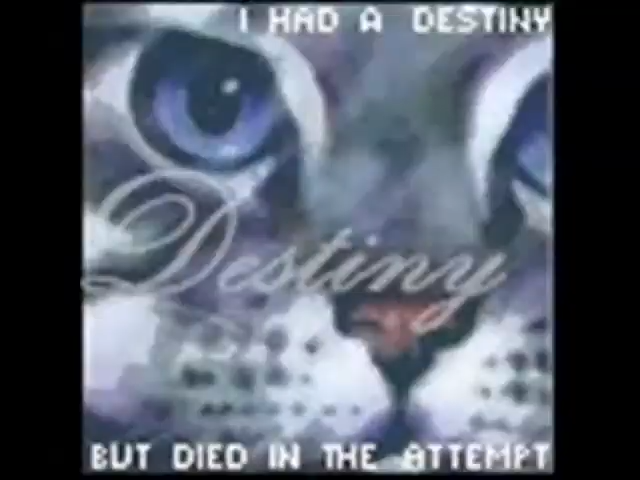 I HAD A DESTINY
Destiny
BUT DIED IN THE ATTEMPT